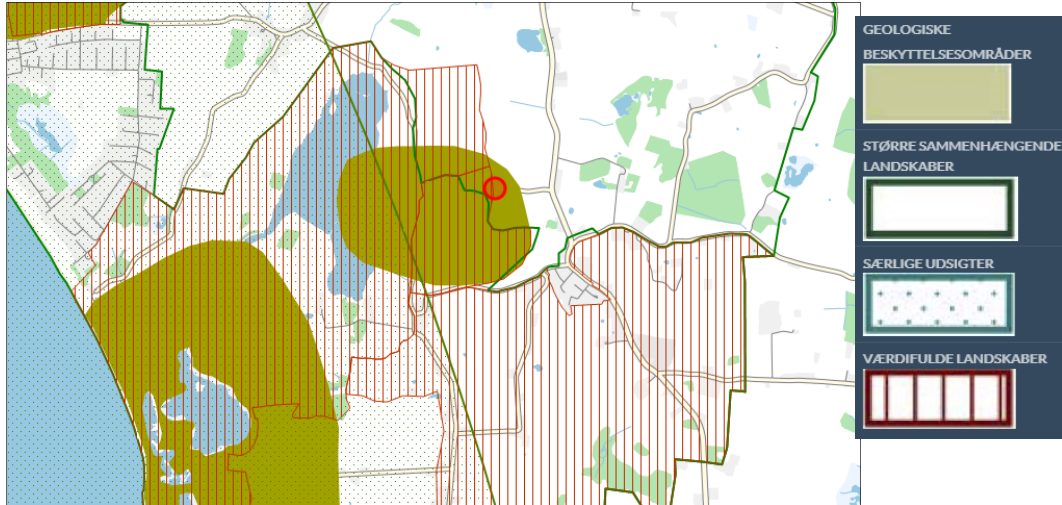 GEOLOGISKE
BESKYTTELSESOMRÅDER
STØRRE SAMMENHÆNGENDE
LANDSKABER
SÆRLIGE UDSIGTER
VÆRDIFULDE LANDSKABER